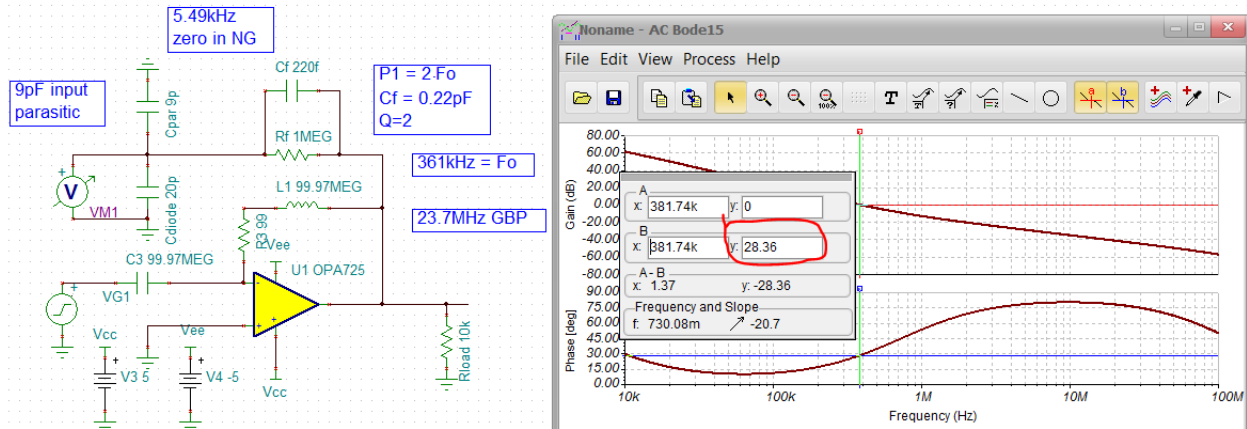 5.49kHz
zero in NG
9pF input
parasitic
Cf 220f
P1 = 2.Fo
Cf = 0.22pF
Q=2
Cpar 9p
Rf 1MEG
361kHz = Fo
+
V
VM1
Cdiode 20p
L1 99.97MEG
23.7MHz GBP
R3 99
Vee
C3 99.97MEG
U1 OPA725
-
+
+
VG1
+
Vcc
Vee
Vcc
+
V3 5
+
V4 -5
Rload 10k
Noname - AC Bode15
File Edit View Process Help
100%
T
a
b
80.00
60.00
40.00
20.00
0.00
-20.00
-40.00
-60.00
-80.00
Gain (dB)
A
x: 381.74k y: 0
B
x: 381.74k y: 28.36
A - B
x: 1.37 y: -28.36
Frequency and Slope
f: 730.08m -20.7
90.00
75.00
60.00
45.00
30.00
15.00
0.00
Phase [deg]
10k 100k 1M 10M 100M
Frequency (Hz)